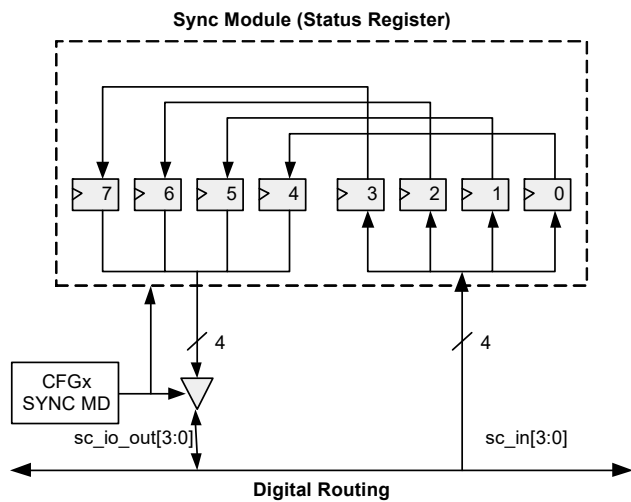 Sync Module (Status Register)
7 6 5 4 3 2 1 0
4 4
CFGx
SYNC MD
sc_io_out[3:0] sc_in[3:0]
Digital Routing